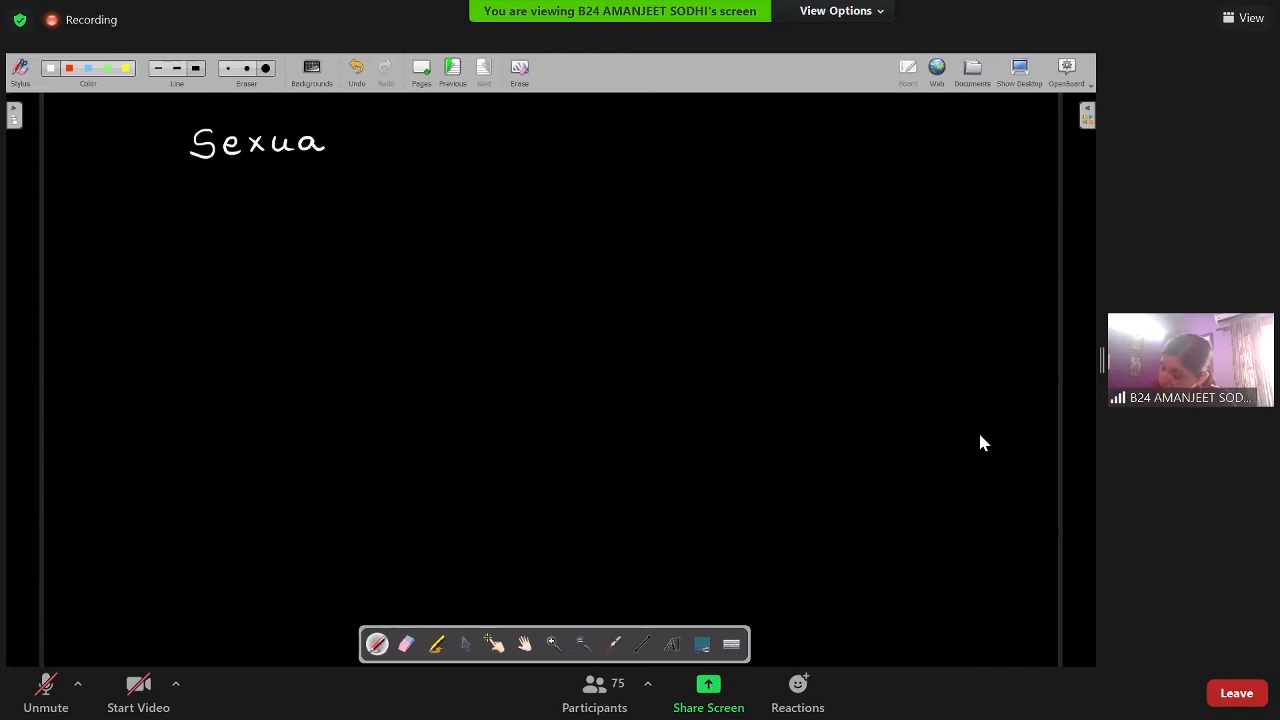 Recording
You are viewing B24 AMANJEET SODHI's screen
View Options
View
Stylus
Color
Line
Eraser
Backgrounds
Undo
Redo
Pages
Previous
Next
Erase
Board
Web
Documents
Show Desktop
OpenBoard
Sexua
B24 AMANJEET SOD...
Unmute
Start Video
75
Participants
Share Screen
Reactions
Leave